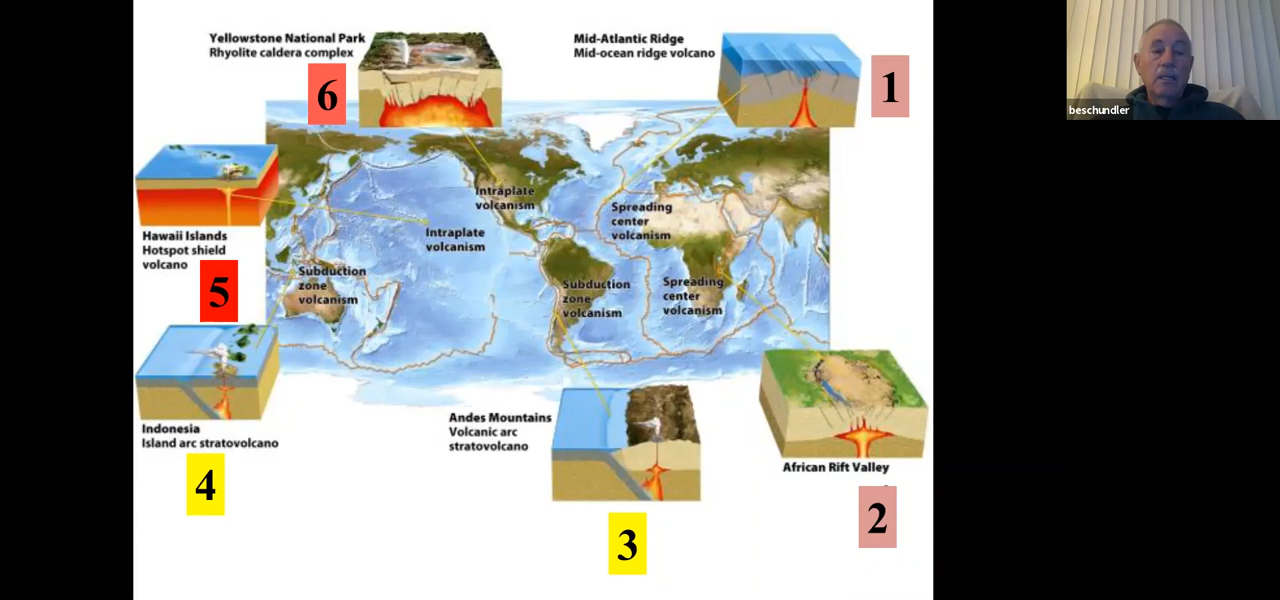 Yellowstone National Park
Rhyolite caldera complex
6
Mid-Atlantic Ridge
Mid-ocean ridge volcano
1
beschundler
Intraplate
volcanism
Spreading
center
volcanism
Intraplate
volcanism
Hawaii Islands
Hotspot shield
volcano
5
Subduction
zone
volcanism
Subduction
zone
volcanism
Spreading
center
volcanism
Indonesia
Island arc stratovolcano
4
Andes Mountains
Volcanic arc
stratovolcano
3
African Rift Valley
2